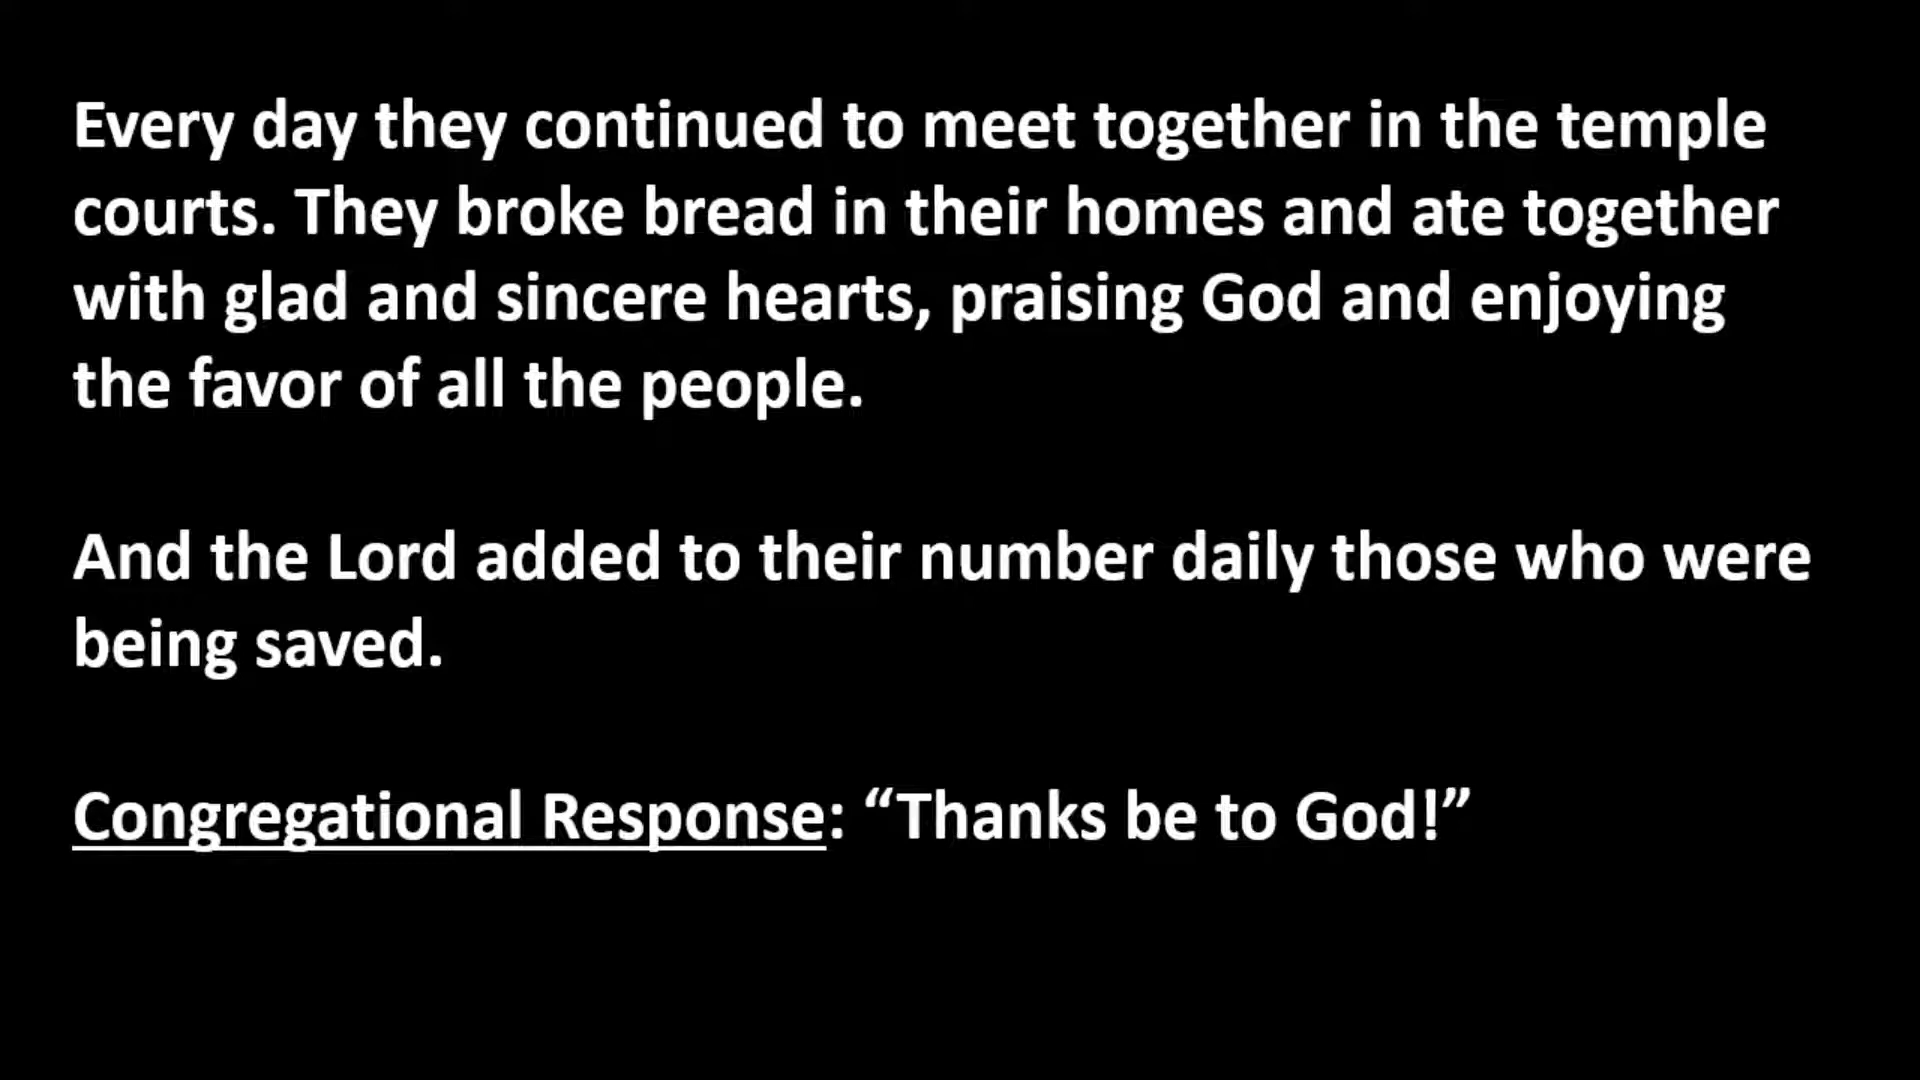 Every day they continued to meet together in the temple
courts. They broke bread in their homes and ate together
with glad and sincere hearts, praising God and enjoying
the favor of all the people.
And the Lord added to their number daily those who were
being saved.
Congregational Response: “Thanks be to God!”